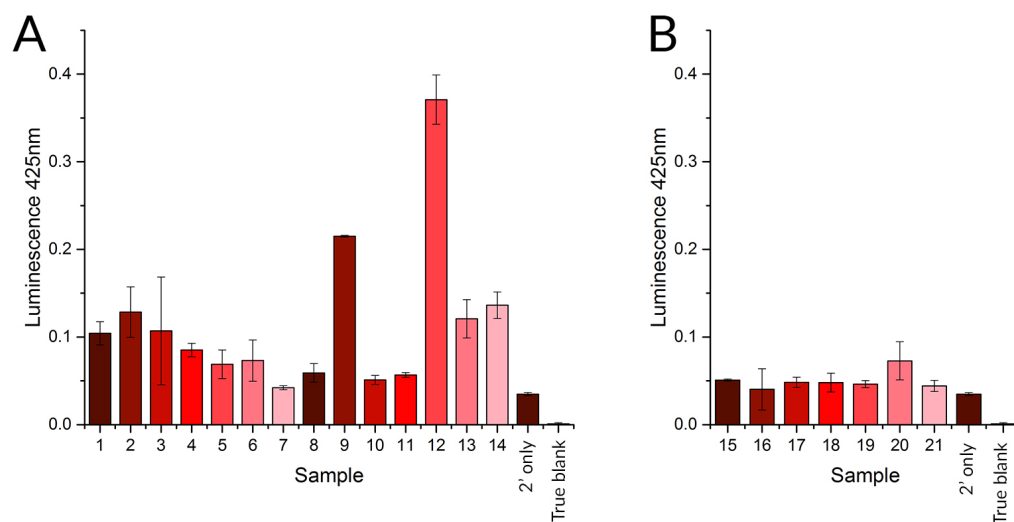 A
Luminescence 425nm
0.4
0.3
0.2
0.1
0.0
1 2 3 4 5 6 7 8 9 10 11 12 13 14 2' only True blank
Sample
B
Luminescence 425nm
0.4
0.3
0.2
0.1
0.0
15 16 17 18 19 20 21 2' only True blank
Sample